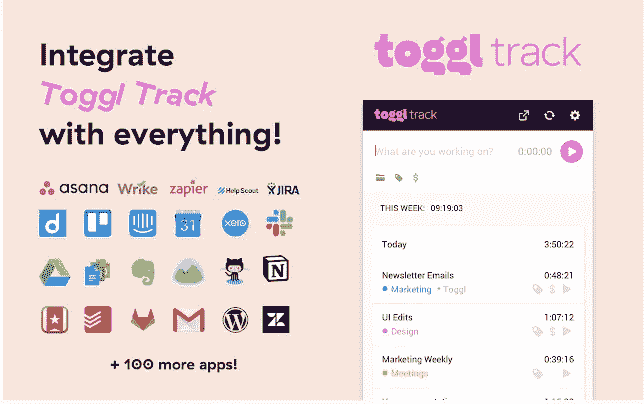 Integrate
Toggl Track
with everything!
asana Wrike zapier Help Scout JIRA
31 xero
+ 100 more apps!
toggl track
toggl track
What are you working on? 0:00:00
THIS WEEK: 09:19:03
Today 3:50:22
Newsletter Emails 0:48:21
Marketing • Toggl
UI Edits 1:07:12
Design
Marketing Weekly 0:39:16
Meetings